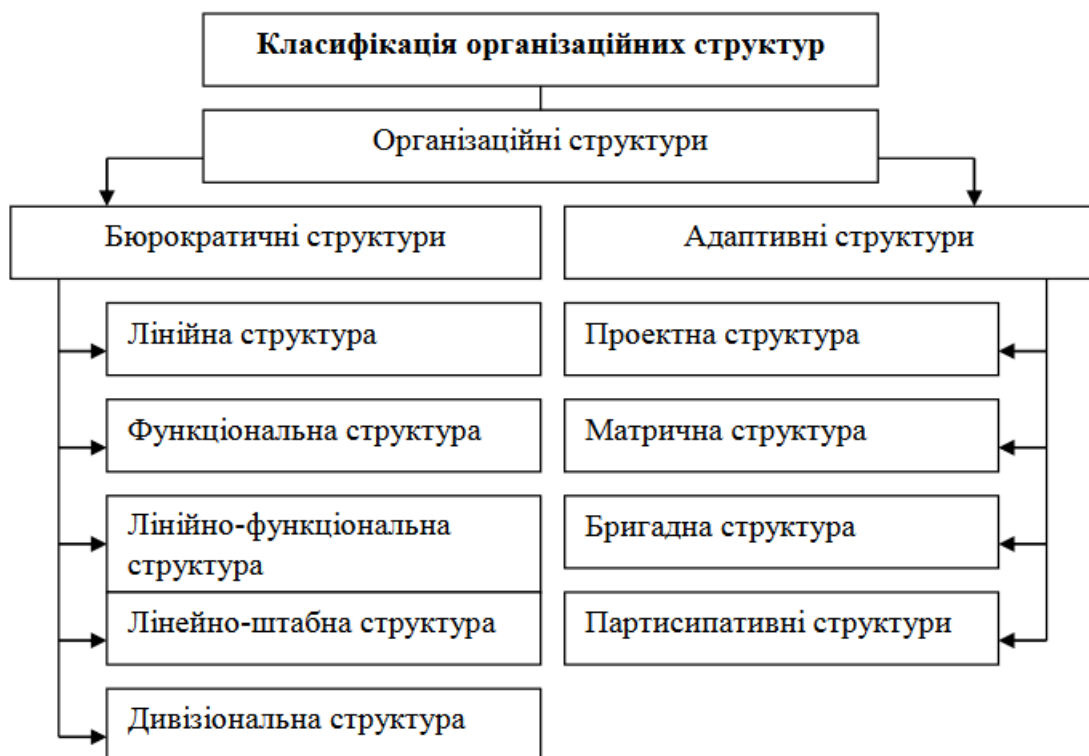 Класифікація організаційних структур
Організаційні структури
Бюрократичні структури
Лінійна структура
Функціональна структура
Лінійно-функціональна
структура
Лінейно-штабна структура
Дивізіональна структура
Адаптивні структури
Проектна структура
Матрична структура
Бригадна структура
Партисипативні структури